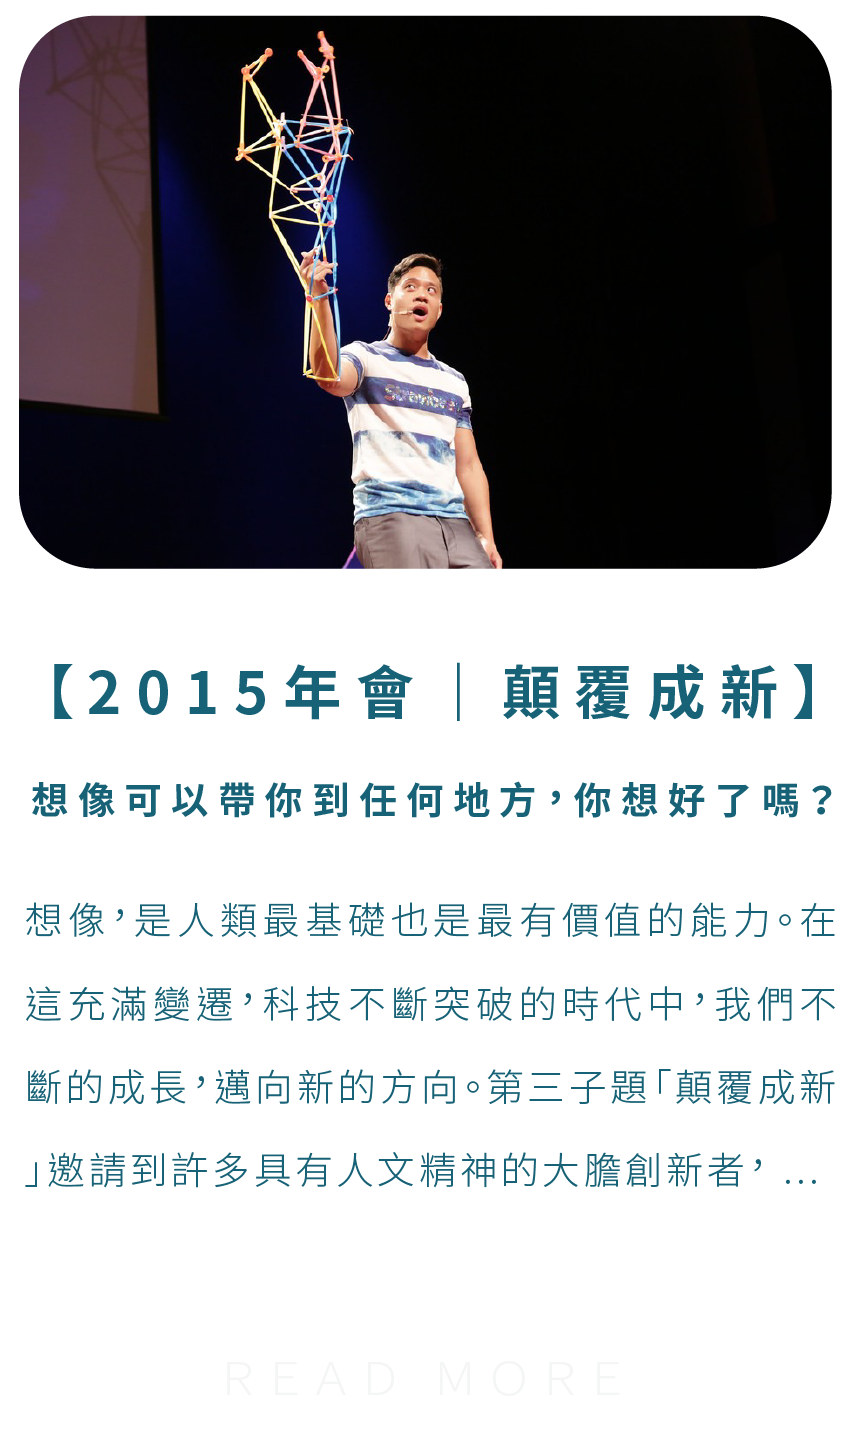 【2015年會｜顛覆成新】
想像可以帶你到任何地方，你想好了嗎？
想像，是人類最基礎也是最有價值的能力。在
這充滿變遷，科技不斷突破的時代中，我們不
斷的成長，邁向新的方向。第三子題「顛覆成新
」邀請到許多具有人文精神的大膽創新者， ...
READ MORE